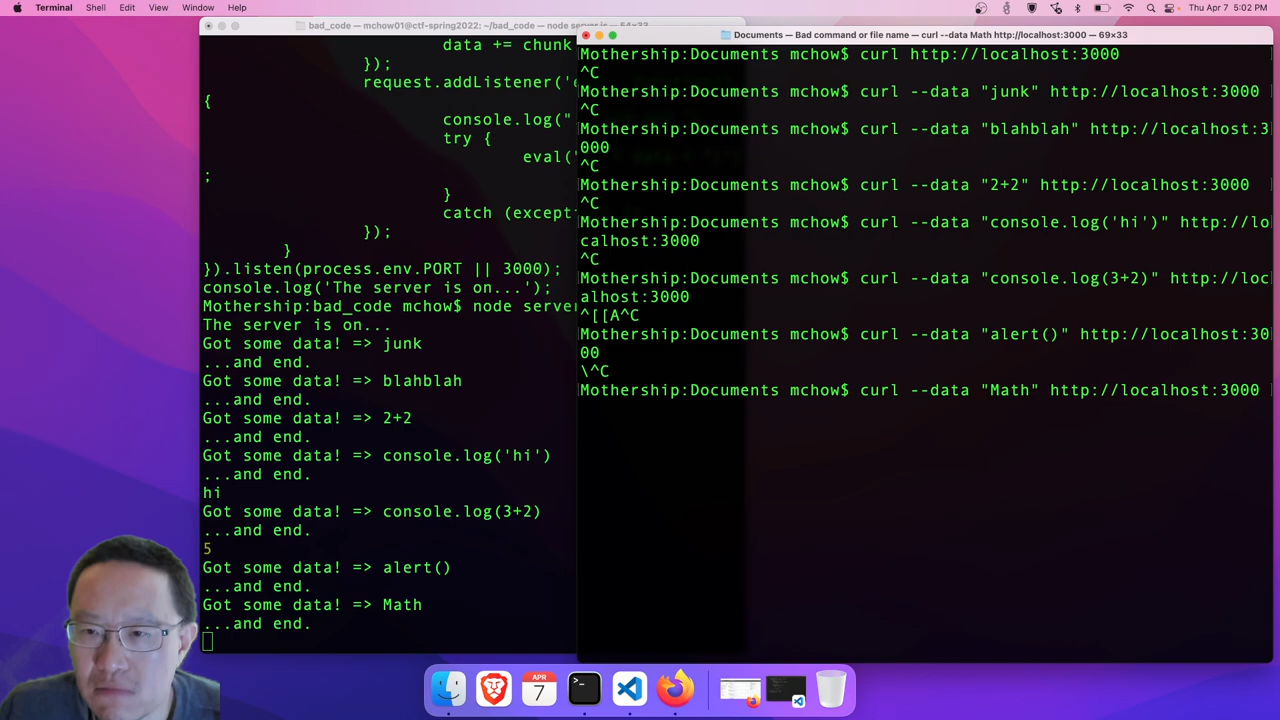 Terminal Shell Edit View Window Help Thu Apr 7 5:02 PM
bad_code — mchow01@ctf-spring2022: ~/bad_code — node server.js — 54×33
data += chunk
});
request.addListener('e
{
console.log("
try {
eval("
;
}
catch (except
});
}
}).listen(process.env.PORT || 3000);
console.log('The server is on...');
Mothership:bad_code mchow$ node server
The server is on...
Got some data! => junk
...and end.
Got some data! => blahblah
...and end.
Got some data! => 2+2
...and end.
Got some data! => console.log('hi')
...and end.
hi
Got some data! => console.log(3+2)
...and end.
5
Got some data! => alert()
...and end.
Got some data! => Math
...and end.
Documents — Bad command or file name — curl --data Math http://localhost:3000 — 69×33
Mothership:Documents mchow$ curl http://localhost:3000
^C
Mothership:Documents mchow$ curl --data "junk" http://localhost:3000
^C
Mothership:Documents mchow$ curl --data "blahblah" http://localhost:3
000
^C
Mothership:Documents mchow$ curl --data "2+2" http://localhost:3000
^C
Mothership:Documents mchow$ curl --data "console.log('hi')" http://lo
calhost:3000
^C
Mothership:Documents mchow$ curl --data "console.log(3+2)" http://loc
alhost:3000
^[[A^C
Mothership:Documents mchow$ curl --data "alert()" http://localhost:30
00
\^C
Mothership:Documents mchow$ curl --data "Math" http://localhost:3000
APR
7
>_